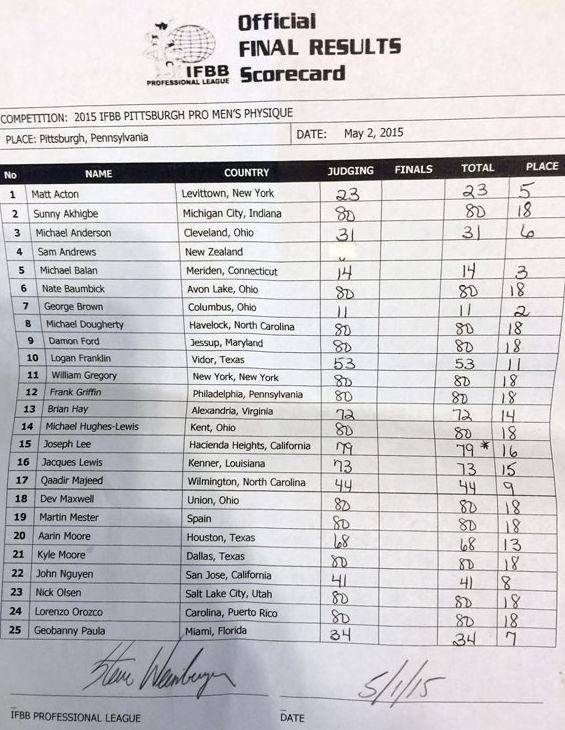 Official
FINAL RESULTS
Scorecard
IFBB
PROFESSIONAL LEAGUE
COMPETITION: 2015 IFBB PITTSBURGH PRO MEN'S PHYSIQUE
PLACE: Pittsburgh, Pennsylvania DATE: May 2, 2015
No NAME COUNTRY JUDGING FINALS TOTAL PLACE
1 Matt Acton Levittown, New York 23 23 5
2 Sunny Akhigbe Michigan City, Indiana 80 80 18
3 Michael Anderson Cleveland, Ohio 31 31 6
4 Sam Andrews New Zealand
5 Michael Balan Meriden, Connecticut 14 14 3
6 Nate Baumbick Avon Lake, Ohio 80 80 18
7 George Brown Columbus, Ohio 11 11 2
8 Michael Dougherty Havelock, North Carolina 80 80 18
9 Damon Ford Jessup, Maryland 80 80 18
10 Logan Franklin Vidor, Texas 53 53 11
11 William Gregory New York, New York 80 80 18
12 Frank Griffin Philadelphia, Pennsylvania 80 80 18
13 Brian Hay Alexandria, Virginia 72 72 14
14 Michael Hughes-Lewis Kent, Ohio 80 80 18
15 Joseph Lee Hacienda Heights, California 79 79 * 16
16 Jacques Lewis Kenner, Louisiana 73 73 15
17 Qaadir Majeed Wilmington, North Carolina 44 44 9
18 Dev Maxwell Union, Ohio 80 80 18
19 Martin Mester Spain 80 80 18
20 Aarin Moore Houston, Texas 68 68 13
21 Kyle Moore Dallas, Texas 80 80 18
22 John Nguyen San Jose, California 41 41 8
23 Nick Olsen Salt Lake City, Utah 80 80 18
24 Lorenzo Orozco Carolina, Puerto Rico 80 80 18
25 Geobanny Paula Miami, Florida 34 34 7
Steve Weinberger 5/1/15
IFBB PROFESSIONAL LEAGUE DATE